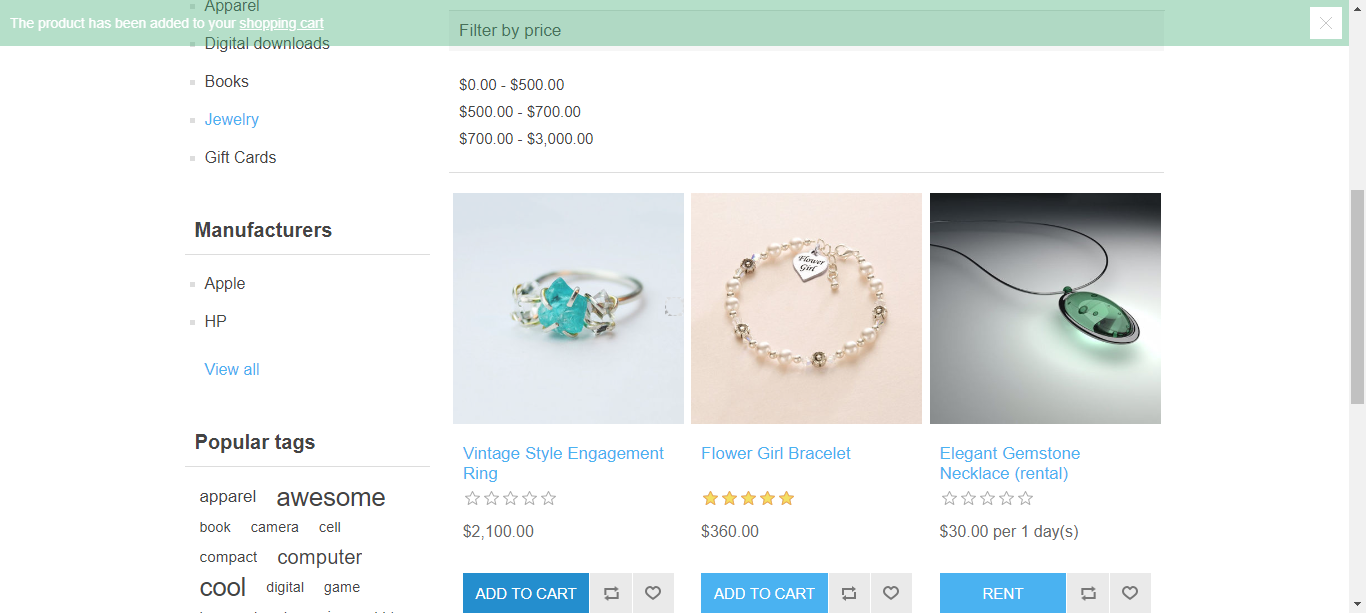 Apparel
The product has been added to your shopping cart
Digital downloads
Books
Jewelry
Gift Cards
Manufacturers
Apple
HP
View all
Popular tags
apparel awesome
book camera cell
compact computer
cool digital game
Filter by price
$0.00 - $500.00
$500.00 - $700.00
$700.00 - $3,000.00
Flower
Girl
Vintage Style Engagement
Ring
$2,100.00
ADD TO CART
Flower Girl Bracelet
$360.00
ADD TO CART
Elegant Gemstone
Necklace (rental)
$30.00 per 1 day(s)
RENT